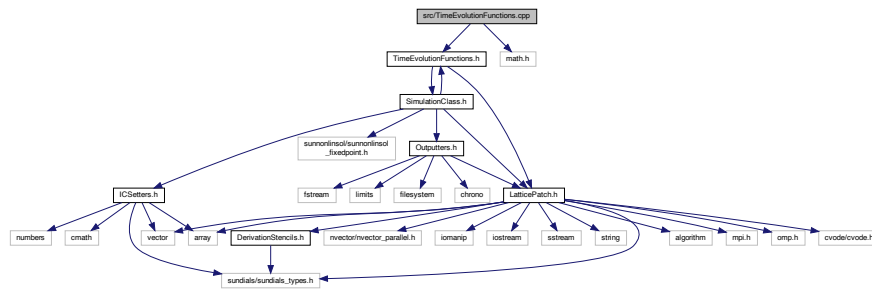 src/TimeEvolutionFunctions.cpp
TimeEvolutionFunctions.h
math.h
SimulationClass.h
sunnonlinsol/sunnonlinsol
_fixedpoint.h
Outputters.h
ICSetters.h
fstream
limits
filesystem
chrono
LatticePatch.h
numbers
cmath
vector
array
DerivationStencils.h
nvector/nvector_parallel.h
iomanip
iostream
sstream
string
algorithm
mpi.h
omp.h
cvode/cvode.h
sundials/sundials_types.h